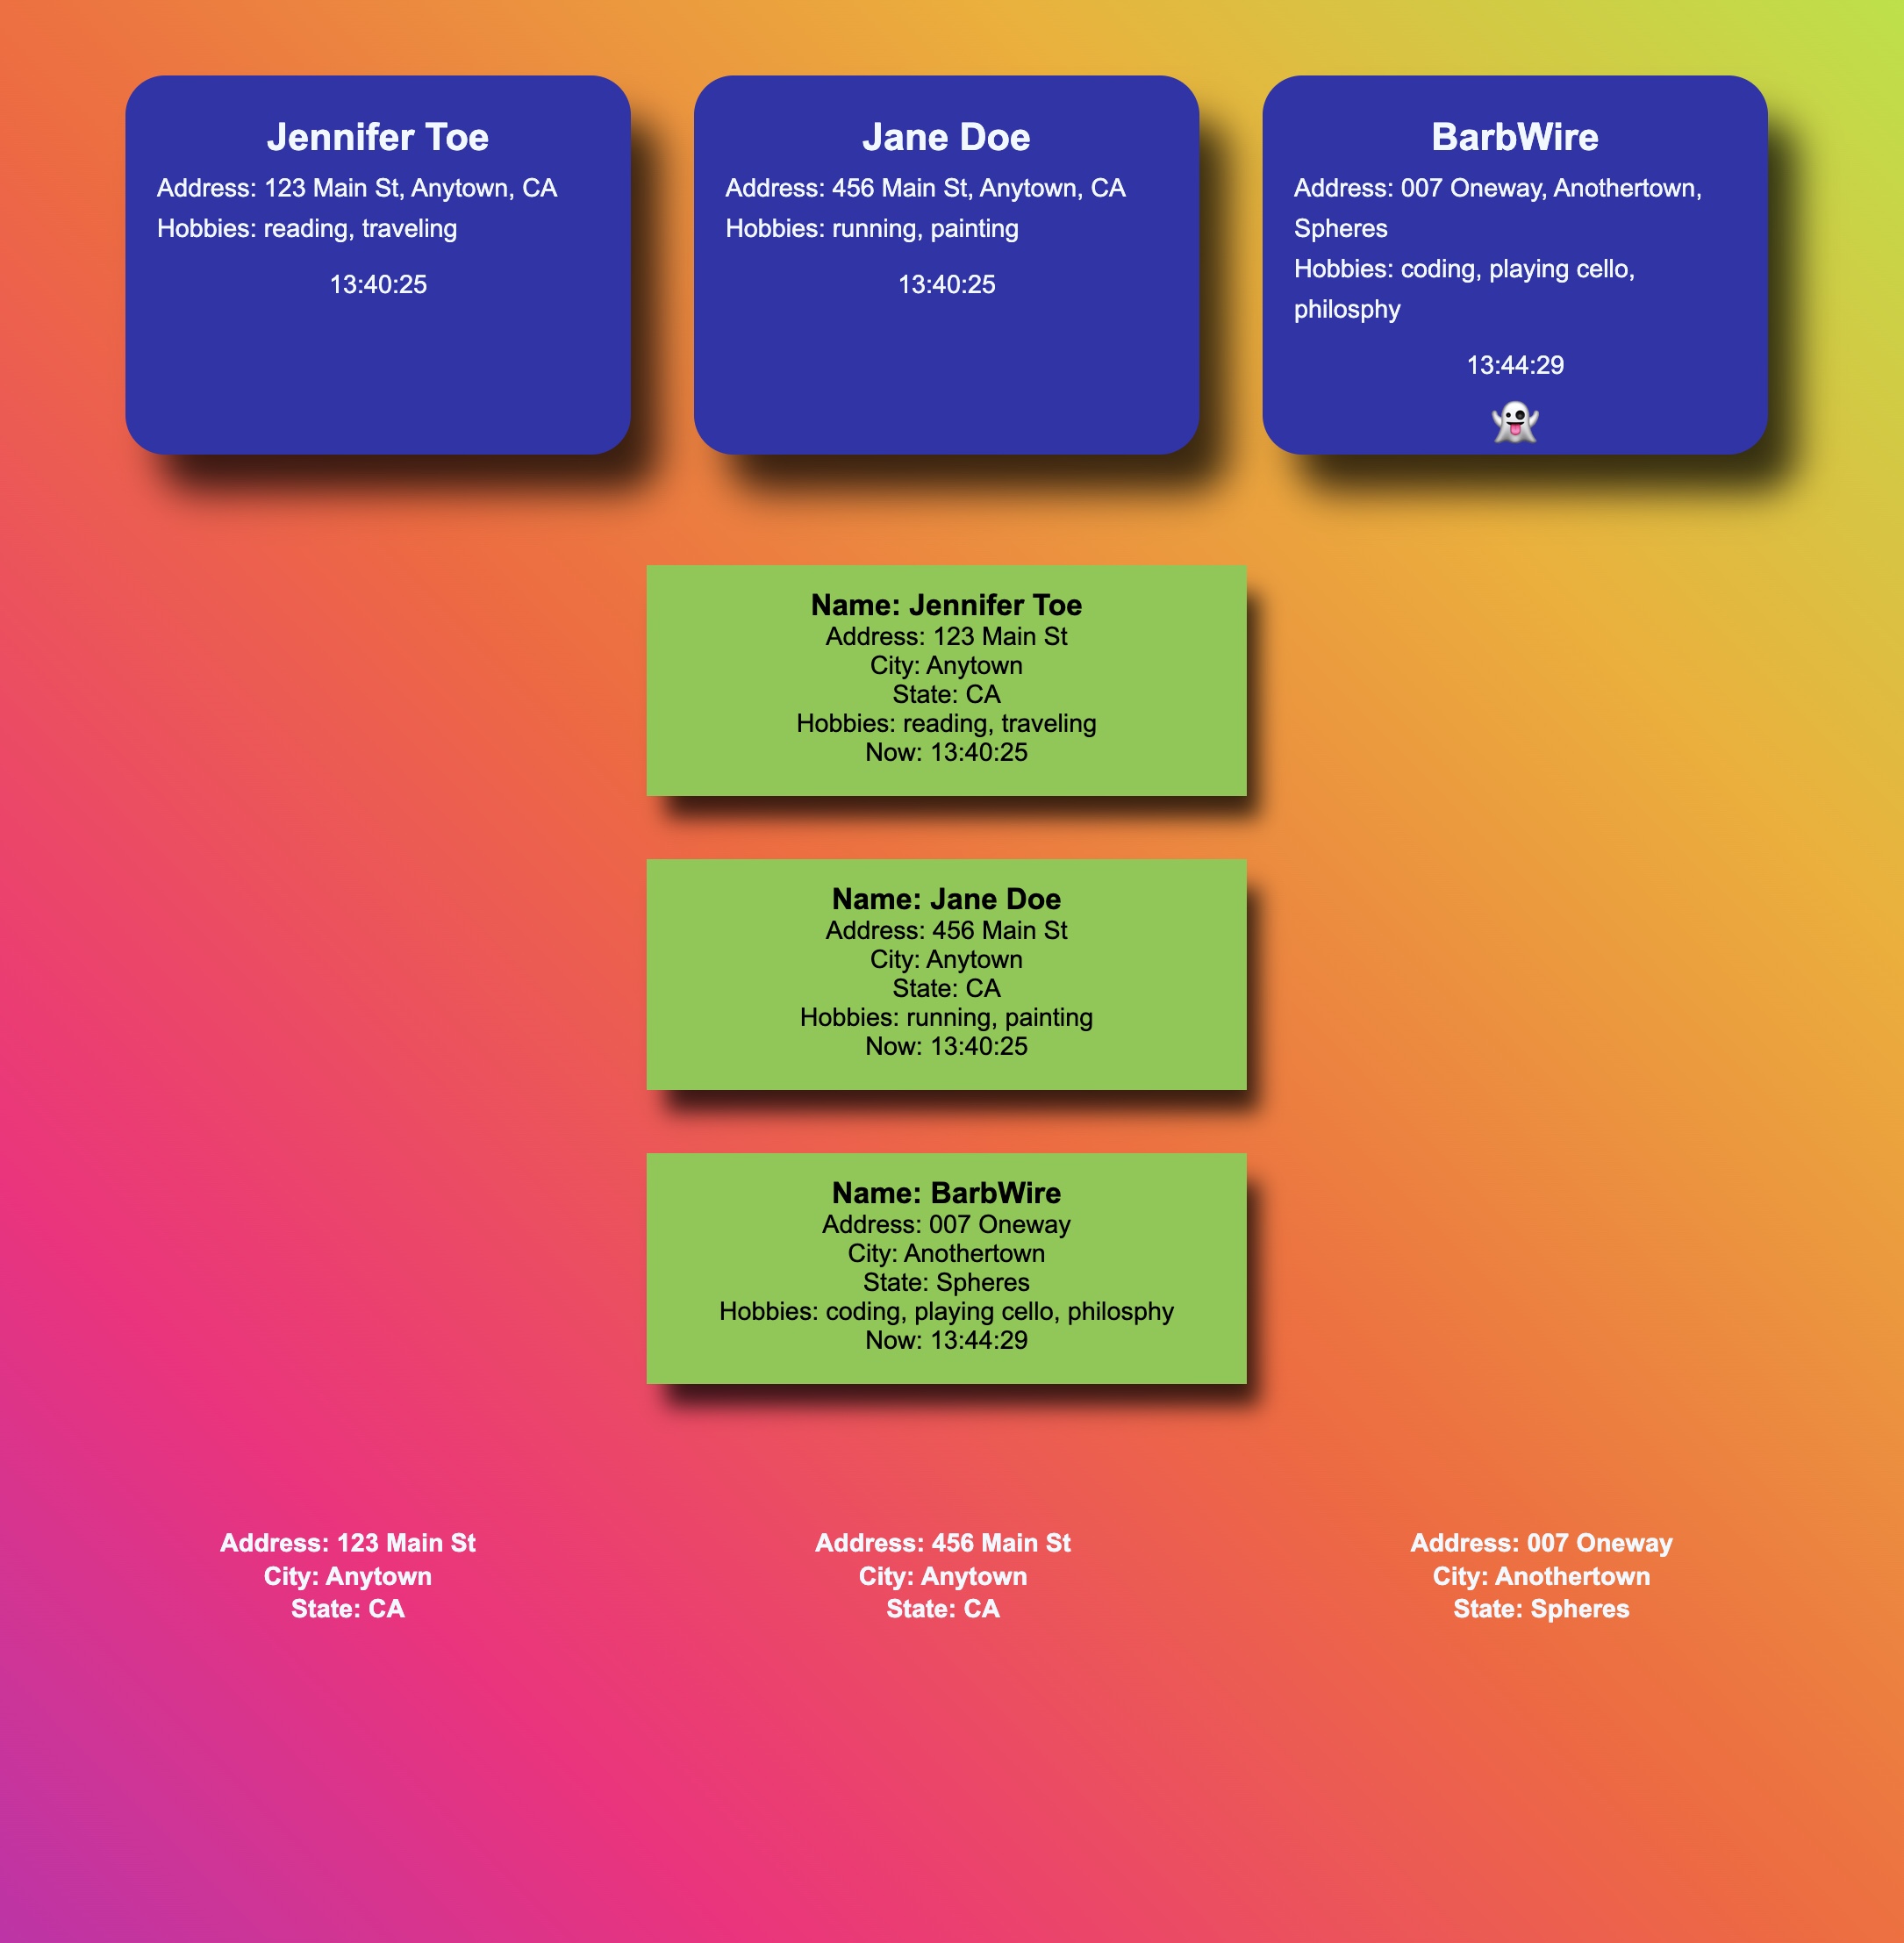 Jennifer Toe
Address: 123 Main St, Anytown, CA
Hobbies: reading, traveling
13:40:25
Jane Doe
Address: 456 Main St, Anytown, CA
Hobbies: running, painting
13:40:25
BarbWire
Address: 007 Oneway, Anothertown,
Spheres
Hobbies: coding, playing cello,
philosphy
13:44:29
Name: Jennifer Toe
Address: 123 Main St
City: Anytown
State: CA
Hobbies: reading, traveling
Now: 13:40:25
Name: Jane Doe
Address: 456 Main St
City: Anytown
State: CA
Hobbies: running, painting
Now: 13:40:25
Name: BarbWire
Address: 007 Oneway
City: Anothertown
State: Spheres
Hobbies: coding, playing cello, philosphy
Now: 13:44:29
Address: 123 Main St
City: Anytown
State: CA
Address: 456 Main St
City: Anytown
State: CA
Address: 007 Oneway
City: Anothertown
State: Spheres